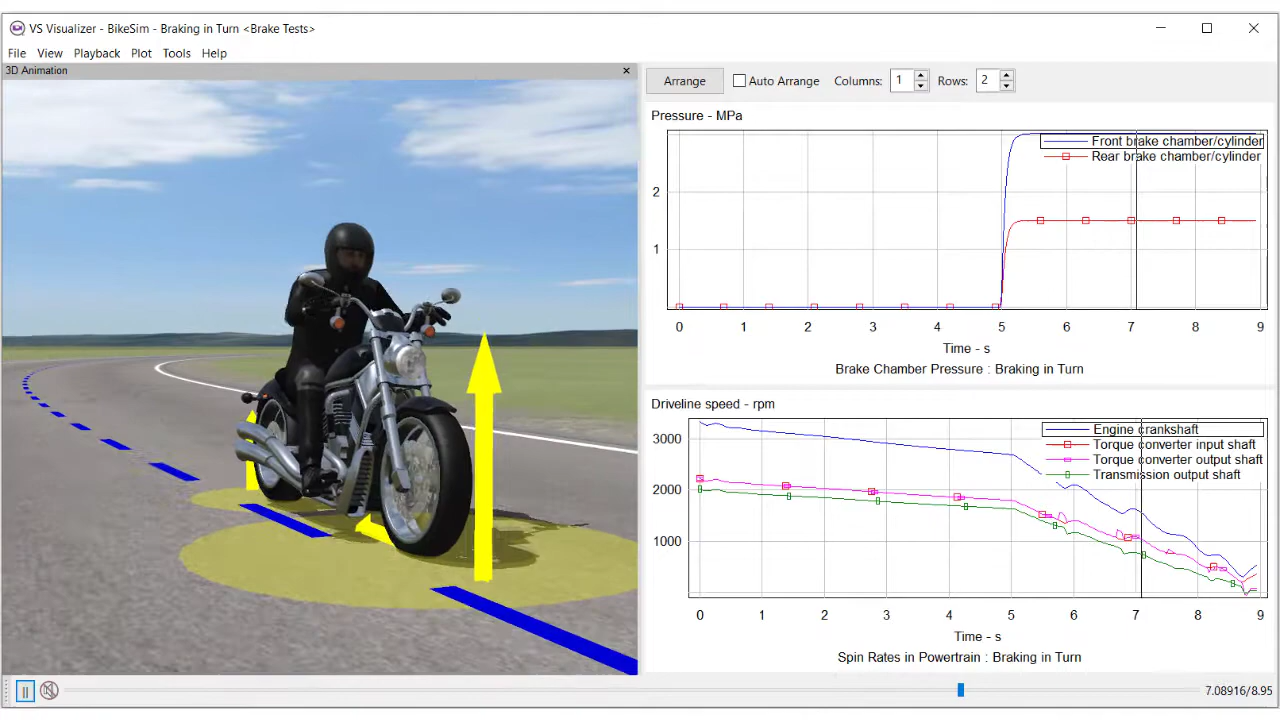 VS Visualizer - BikeSim - Braking in Turn <Brake Tests>
File View Playback Plot Tools Help
3D Animation
Arrange Auto Arrange Columns: 1 Rows: 2
Pressure - MPa
Front brake chamber/cylinder
Rear brake chamber/cylinder
2
1
0 1 2 3 4 5 6 7 8 9
Time - s
Brake Chamber Pressure : Braking in Turn
Driveline speed - rpm
Engine crankshaft
3000
Torque converter input shaft
Torque converter output shaft
Transmission output shaft
2000
1000
0 1 2 3 4 5 6 7 8 9
Time - s
Spin Rates in Powertrain : Braking in Turn
7.08916/8.95